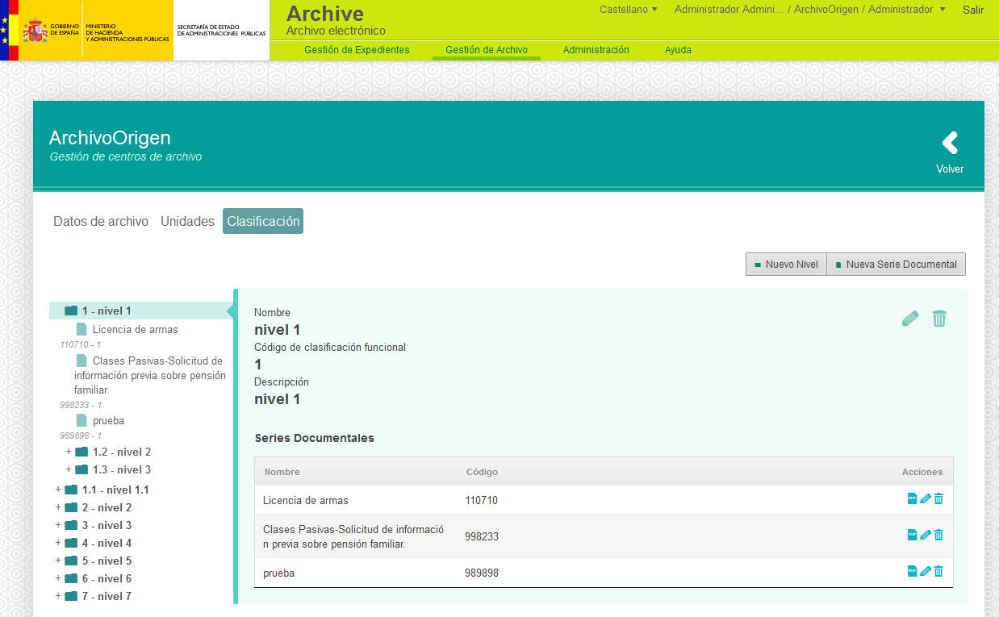 GOBIERNO
DE ESPAÑA
MINISTERIO
DE HACIENDA
Y ADMINISTRACIONES PÚBLICAS
SECRETARÍA DE ESTADO
DE ADMINISTRACIONES PÚBLICAS
Archive
Archivo electrónico
Castellano
Administrador Admini... / ArchivoOrigen / Administrador
Salir
Gestión de Expedientes
Gestión de Archivo
Administración
Ayuda
ArchivoOrigen
Gestión de centros de archivo
Volver
Datos de archivo
Unidades
Clasificación
Nuevo Nivel
Nueva Serie Documental
1 - nivel 1
Licencia de armas
110710 - 1
Clases Pasivas-Solicitud de
información previa sobre pensión
familiar.
998233 - 1
prueba
989898 - 1
+ 1.2 - nivel 2
+ 1.3 - nivel 3
+ 1.1 - nivel 1.1
+ 2 - nivel 2
+ 3 - nivel 3
+ 4 - nivel 4
+ 5 - nivel 5
+ 6 - nivel 6
+ 7 - nivel 7
Nombre
nivel 1
Código de clasificación funcional
1
Descripción
nivel 1
Series Documentales
Nombre Código Acciones
Licencia de armas 110710
Clases Pasivas-Solicitud de informació
n previa sobre pensión familiar. 998233
prueba 989898